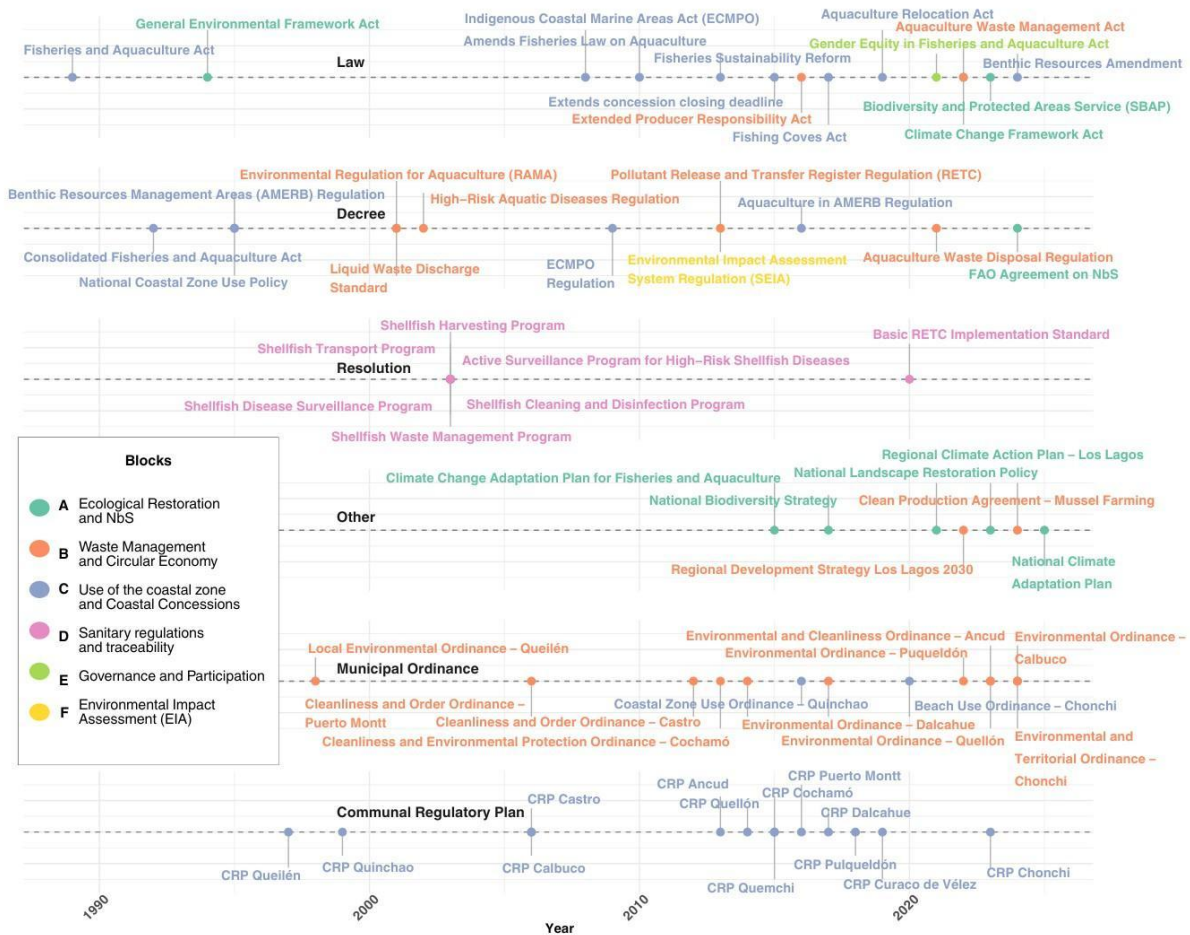 General Environmental Framework Act
Fisheries and Aquaculture Act
Law
Indigenous Coastal Marine Areas Act (ECMPO)
Amends Fisheries Law on Aquaculture
Fisheries Sustainability Reform
Aquaculture Relocation Act
Aquaculture Waste Management Act
Gender Equity in Fisheries and Aquaculture Act
Benthic Resources Amendment
Extends concession closing deadline
Extended Producer Responsibility Act
Fishing Coves Act
Biodiversity and Protected Areas Service (SBAP)
Climate Change Framework Act
Environmental Regulation for Aquaculture (RAMA)
Pollutant Release and Transfer Register Regulation (RETC)
Benthic Resources Management Areas (AMERB) Regulation
High–Risk Aquatic Diseases Regulation
Aquaculture in AMERB Regulation
Decree
Consolidated Fisheries and Aquaculture Act
National Coastal Zone Use Policy
Liquid Waste Discharge
Standard
ECMPO
Regulation
Environmental Impact Assessment
System Regulation (SEIA)
Aquaculture Waste Disposal Regulation
FAO Agreement on NbS
Shellfish Harvesting Program
Shellfish Transport Program
Active Surveillance Program for High–Risk Shellfish Diseases
Basic RETC Implementation Standard
Resolution
Shellfish Disease Surveillance Program
Shellfish Cleaning and Disinfection Program
Shellfish Waste Management Program
Regional Climate Action Plan – Los Lagos
Climate Change Adaptation Plan for Fisheries and Aquaculture
National Landscape Restoration Policy
National Biodiversity Strategy
Clean Production Agreement – Mussel Farming
Other
Regional Development Strategy Los Lagos 2030
National Climate
Adaptation Plan
Blocks
A Ecological Restoration
and NbS
B Waste Management
and Circular Economy
C Use of the coastal zone
and Coastal Concessions
D Sanitary regulations
and traceability
E Governance and Participation
F Environmental Impact
Assessment (EIA)
Local Environmental Ordinance – Queilén
Environmental and Cleanliness Ordinance – Ancud
Environmental Ordinance – Puqueldón
Environmental Ordinance –
Calbuco
Municipal Ordinance
Cleanliness and Order Ordinance –
Puerto Montt
Cleanliness and Order Ordinance – Castro
Cleanliness and Environmental Protection Ordinance – Cochamó
Coastal Zone Use Ordinance – Quinchao
Environmental Ordinance – Dalcahue
Environmental Ordinance – Quellón
Beach Use Ordinance – Chonchi
Environmental and
Territorial Ordinance –
Chonchi
CRP Puerto Montt
CRP Ancud
CRP Cochamó
CRP Castro
CRP Quellón
CRP Dalcahue
Communal Regulatory Plan
CRP Queilén
CRP Quinchao
CRP Calbuco
CRP Pulqueldón
CRP Quemchi
CRP Curaco de Vélez
CRP Chonchi
1990
2000
2010
2020
Year